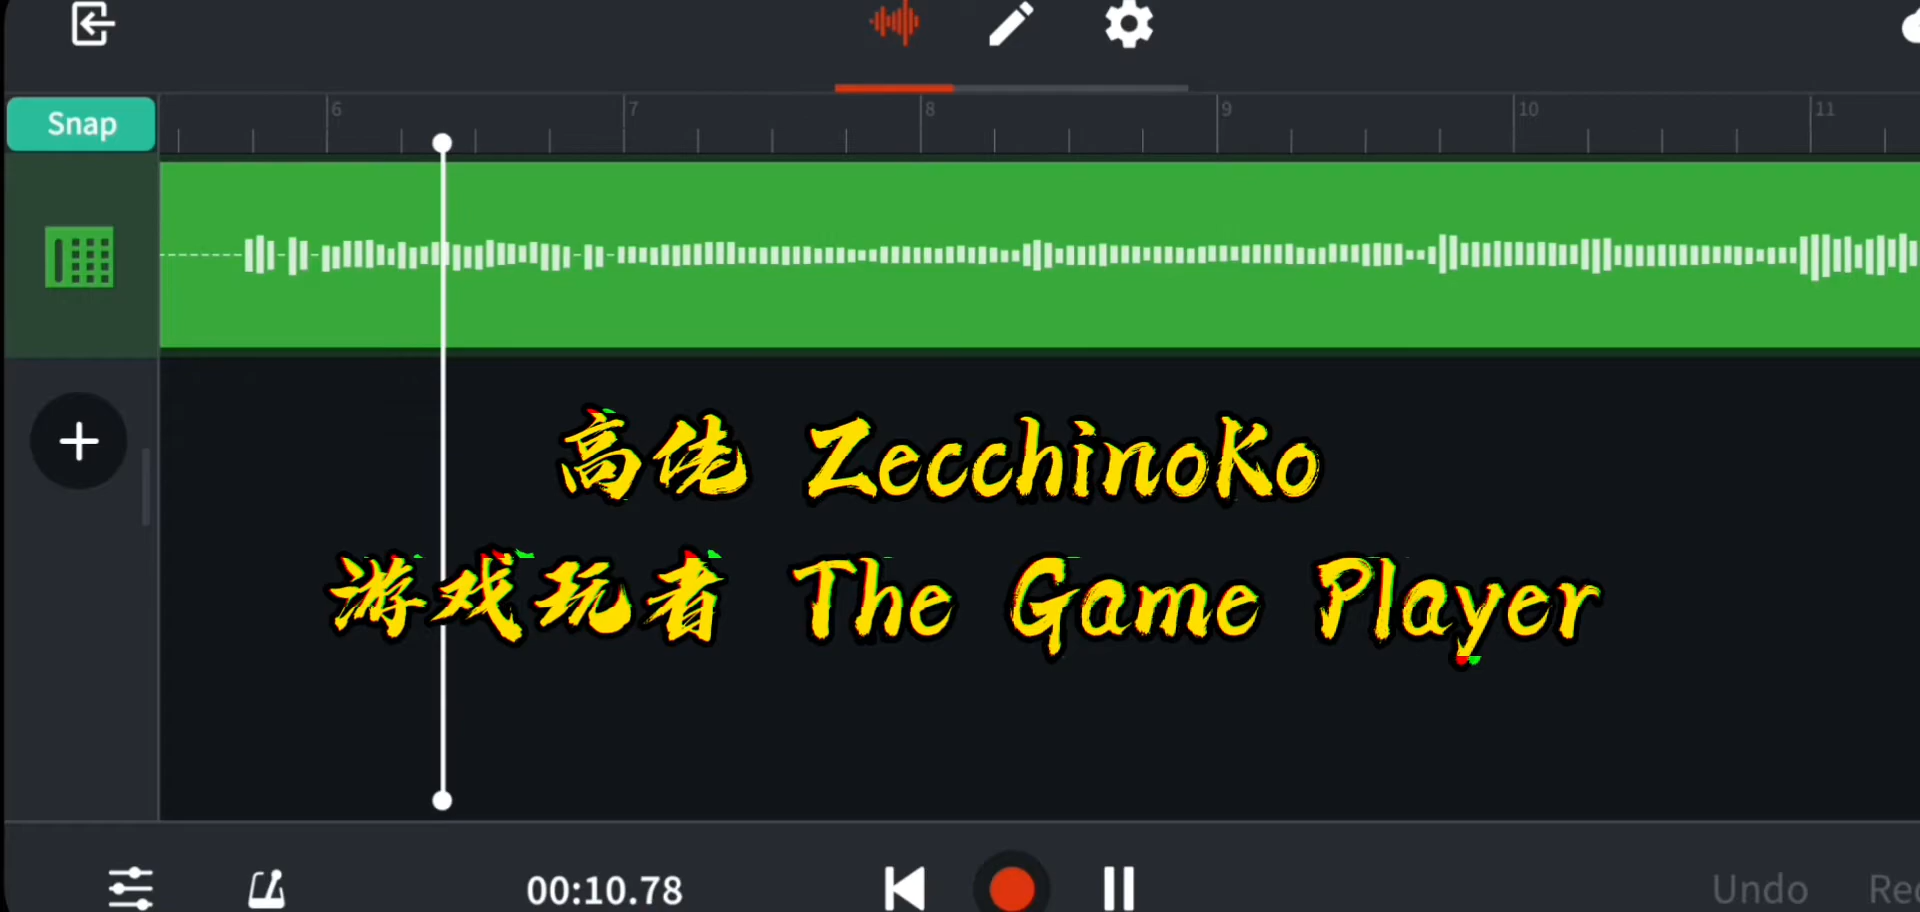 Snap
6 7 8 9 10 11
高佬 ZecchinoKo
游戏玩者 The Game Player
00:10.78
Undo